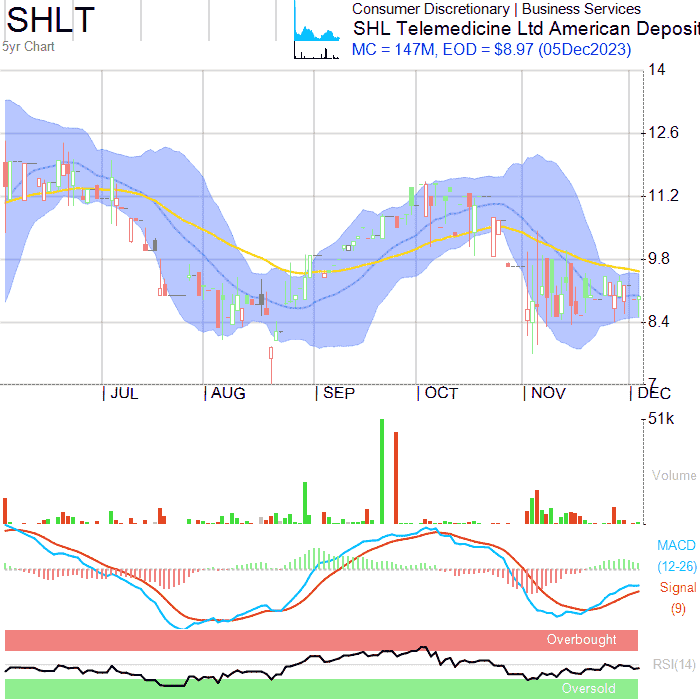 SHLT
5yr Chart
Consumer Discretionary | Business Services
SHL Telemedicine Ltd American Deposit
MC = 147M, EOD = $8.97 (05Dec2023)
14
12.6
11.2
9.8
8.4
7
JUL
AUG
SEP
OCT
NOV
DEC
51k
Volume
MACD
(12-26)
Signal
(9)
Overbought
RSI(14)
Oversold